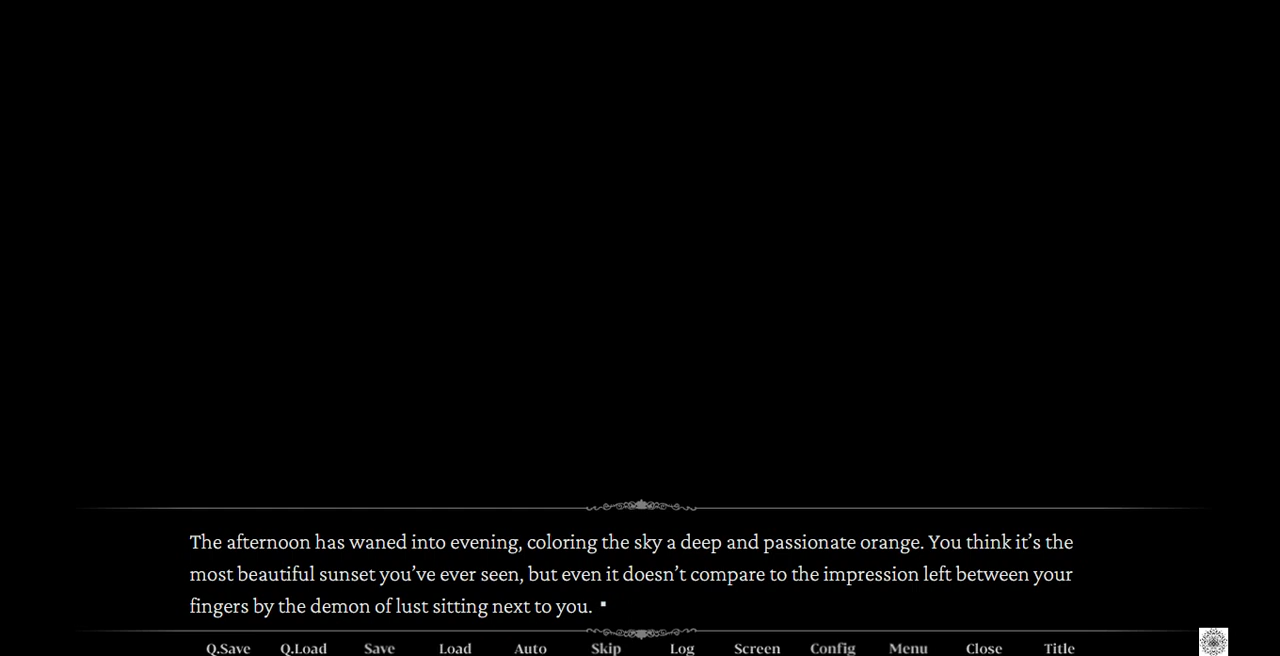 The afternoon has waned into evening, coloring the sky a deep and passionate orange. You think it’s the
most beautiful sunset you’ve ever seen, but even it doesn’t compare to the impression left between your
fingers by the demon of lust sitting next to you.
Q.Save Q.Load Save Load Auto Skip Log Screen Config Menu Close Title